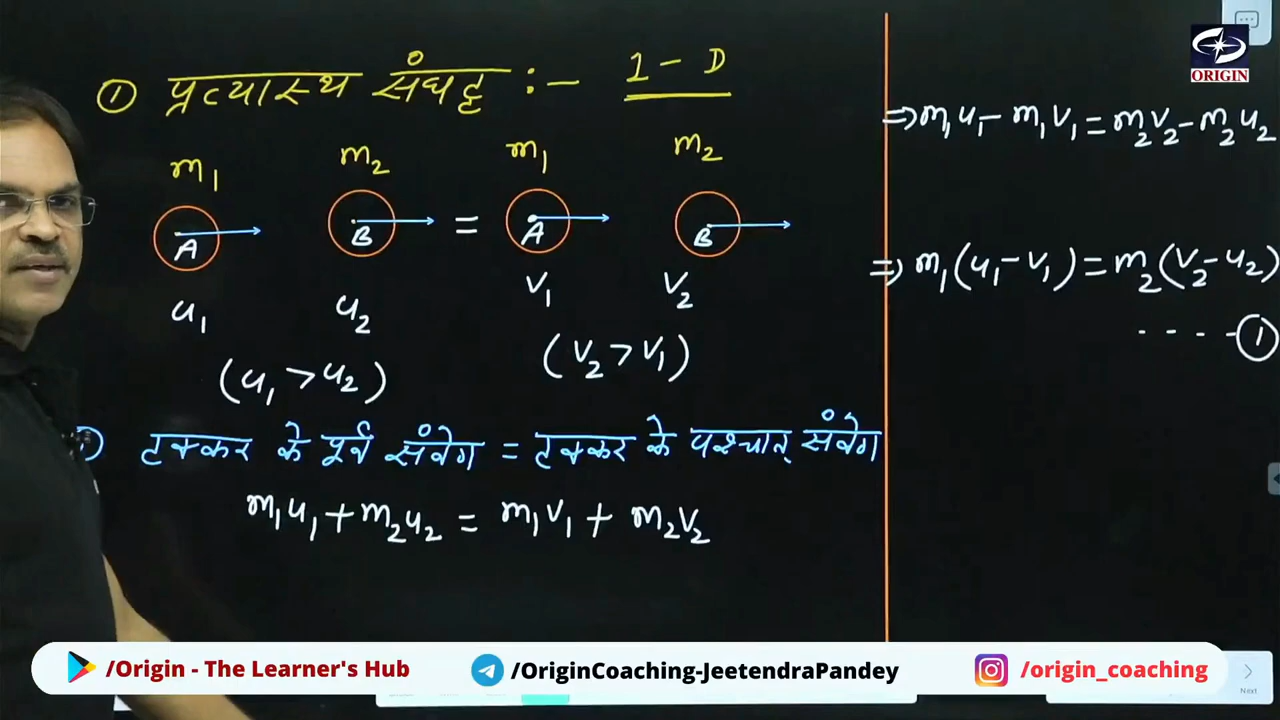 ① प्रत्यास्थ संघट्ट :- 1-D
m₁ m₂ m₁ m₂
A B = A B
u₁ u₂ v₁ v₂
(u₁ > u₂) (v₂ > v₁)
टक्कर के पूर्व संवेग = टक्कर के पश्चात् संवेग
m₁u₁ + m₂u₂ = m₁v₁ + m₂v₂
⇒ m₁u₁ - m₁v₁ = m₂v₂ - m₂u₂
⇒ m₁(u₁ - v₁) = m₂(v₂ - u₂)
- - - - ①
ORIGIN
/Origin - The Learner's Hub
/OriginCoaching-JeetendraPandey
/origin_coaching
Next